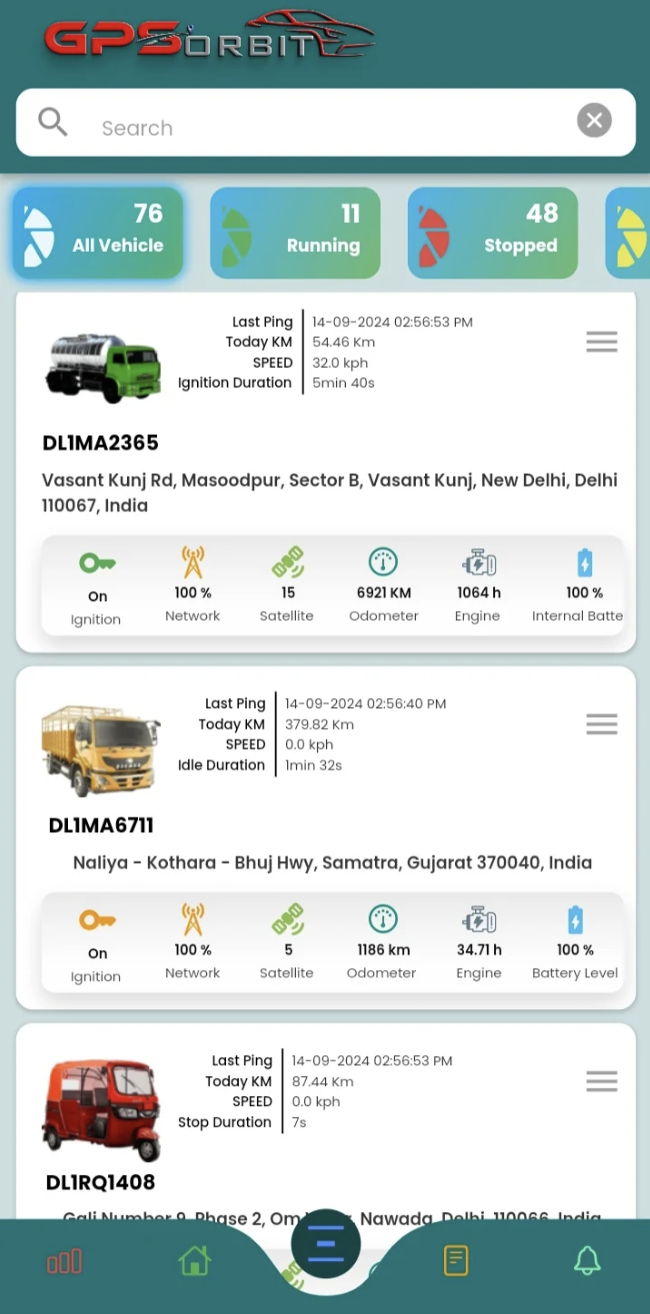 GPSORBIT
Search
76
All Vehicle
11
Running
48
Stopped
Last Ping 14-09-2024 02:56:53 PM
Today KM 54.46 Km
SPEED 32.0 kph
Ignition Duration 5min 40s
DL1MA2365
Vasant Kunj Rd, Masoodpur, Sector B, Vasant Kunj, New Delhi, Delhi
110067, India
On 100 % 15 6921 KM 1064 h 100 %
Ignition Network Satellite Odometer Engine Internal Batte
Last Ping 14-09-2024 02:56:40 PM
Today KM 379.82 Km
SPEED 0.0 kph
Idle Duration 1min 32s
DL1MA6711
Naliya - Kothara - Bhuj Hwy, Samatra, Gujarat 370040, India
On 100 % 5 1186 km 34.71 h 100 %
Ignition Network Satellite Odometer Engine Battery Level
Last Ping 14-09-2024 02:56:53 PM
Today KM 87.44 Km
SPEED 0.0 kph
Stop Duration 7s
DL1RQ1408
Gali Number 9, Phase 2, Om Nawada, Delhi, 110066, India